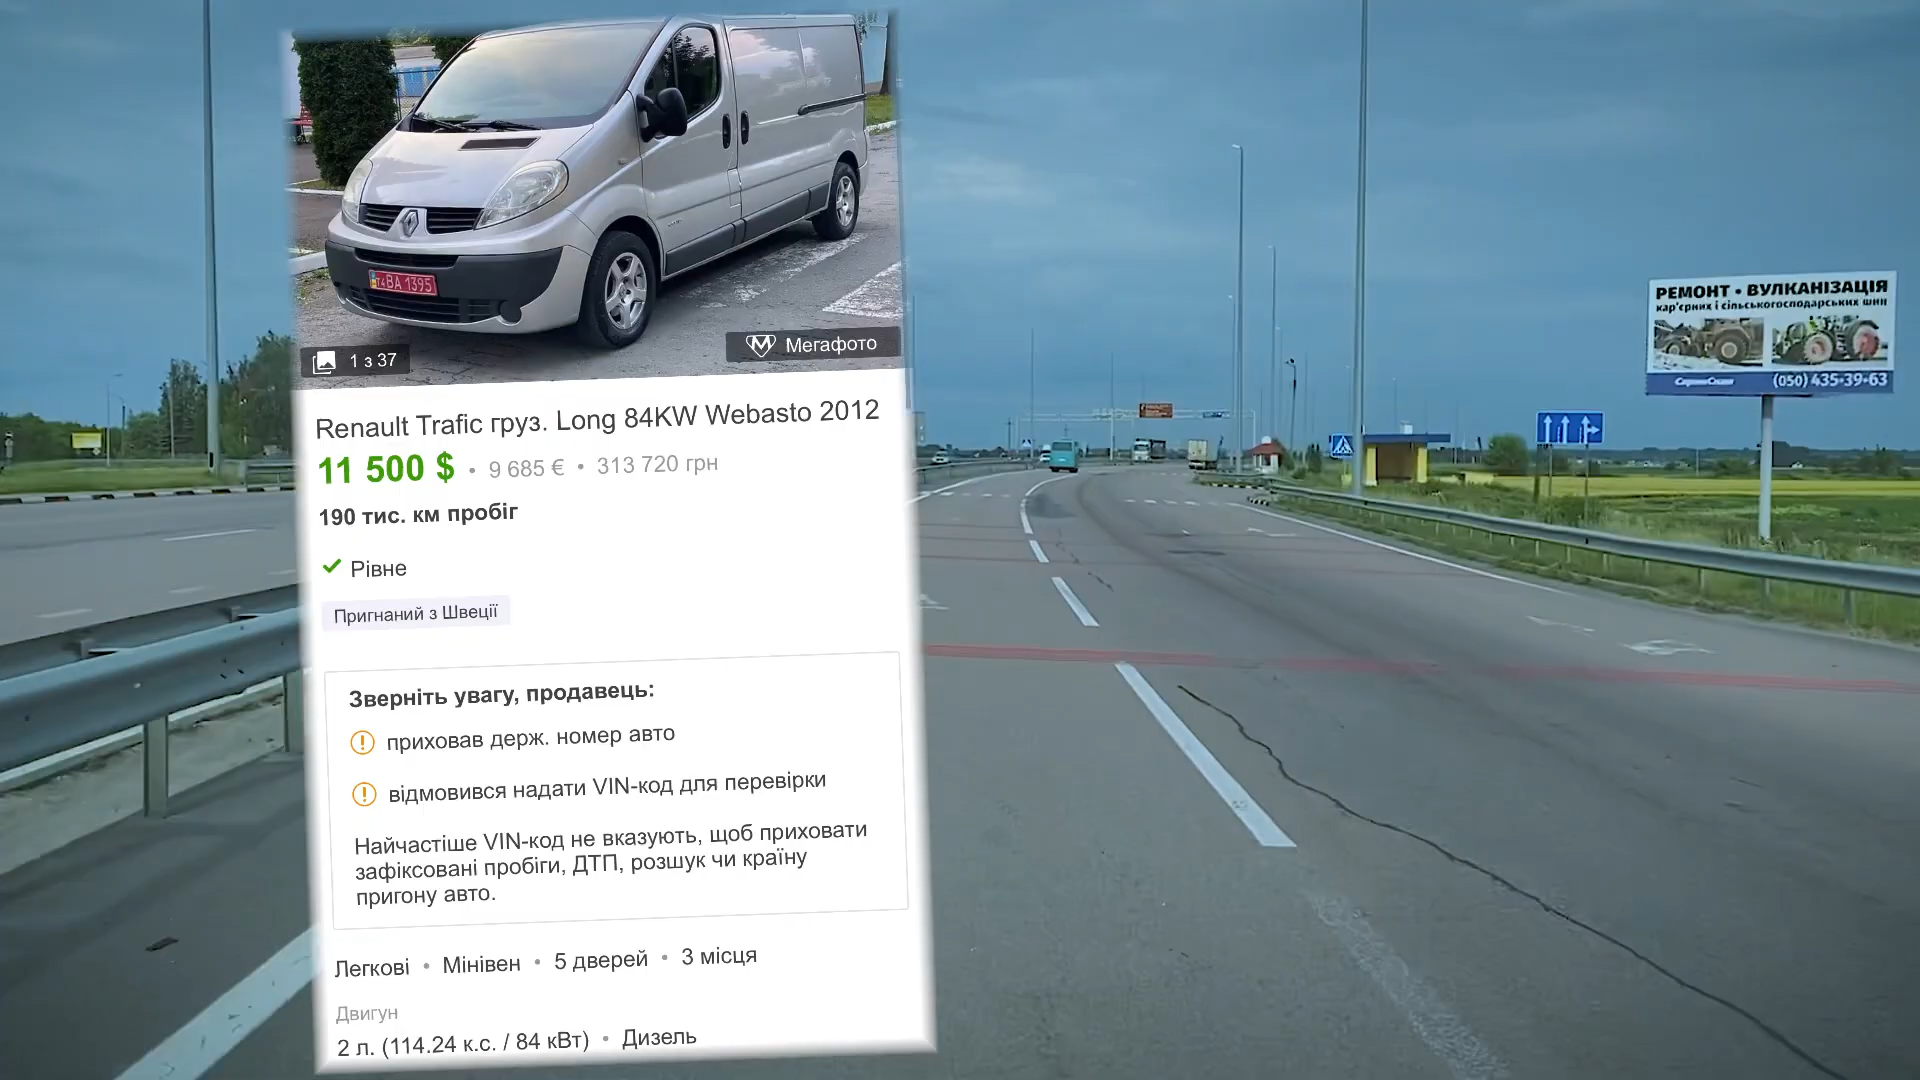 т4ВА 1395
1 з 37
Мегафото
Renault Trafic груз. Long 84KW Webasto 2012
11 500 $ • 9 685 € • 313 720 грн
190 тис. км пробіг
Рівне
Пригнаний з Швеції
Зверніть увагу, продавець:
приховав держ. номер авто
відмовився надати VIN-код для перевірки
Найчастіше VIN-код не вказують, щоб приховати
зафіксовані пробіги, ДТП, розшук чи країну
пригону авто.
Легкові • Мінівен • 5 дверей • 3 місця
Двигун
2 л. (114.24 к.с. / 84 кВт) • Дизель
РЕМОНТ • ВУЛКАНІЗАЦІЯ
кар'єрних і сільськогосподарських шин
(050) 435-39-63